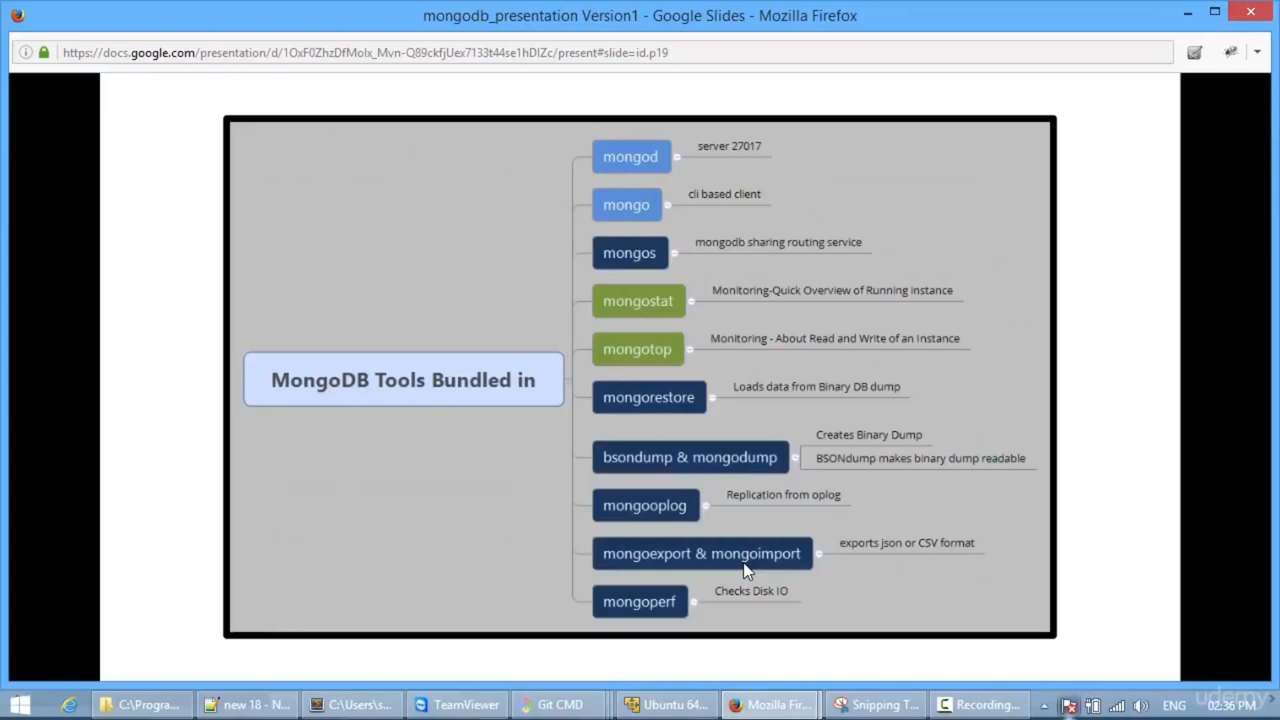 mongodb_presentation Version1 - Google Slides - Mozilla Firefox
https://docs.google.com/presentation/d/1OxF0ZhzDfMolx_Mvn-Q89ckfjUex7133t44se1hDIZc/present#slide=id.p19
MongoDB Tools Bundled in
mongod
server 27017
mongo
cli based client
mongos
mongodb sharing routing service
mongostat
Monitoring-Quick Overview of Running instance
mongotop
Monitoring - About Read and Write of an Instance
mongorestore
Loads data from Binary DB dump
bsondump & mongodump
Creates Binary Dump
BSONdump makes binary dump readable
mongooplog
Replication from oplog
mongoexport & mongoimport
exports json or CSV format
mongoperf
Checks Disk IO
C:\Progra...
new 18 - N...
C:\Users\s...
TeamViewer
Git CMD
Ubuntu 64...
Mozilla Fir...
Snipping T...
Recording...
ENG
02:36 PM
udemy